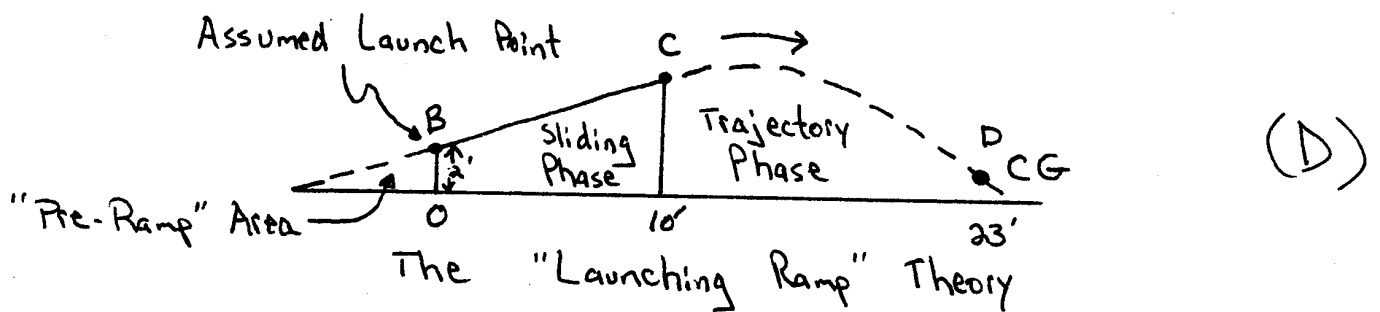 Assumed Launch Point
C
B
2'
Sliding
Phase
Trajectory
Phase
D
CG
(D)
"Pre-Ramp" Area
0
10'
23'
The "Launching Ramp" Theory